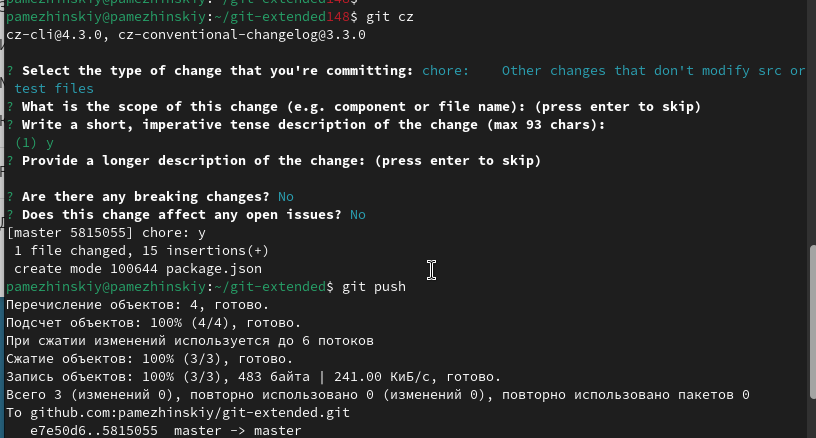 pamezhinskiy@pamezhinskiy:~/git-extended148$ git cz
cz-cli@4.3.0, cz-conventional-changelog@3.3.0
? Select the type of change that you're committing: chore:    Other changes that don't modify src or
test files
? What is the scope of this change (e.g. component or file name): (press enter to skip)
? Write a short, imperative tense description of the change (max 93 chars):
(1) y
? Provide a longer description of the change: (press enter to skip)
? Are there any breaking changes? No
? Does this change affect any open issues? No
[master 5815055] chore: y
1 file changed, 15 insertions(+)
create mode 100644 package.json
pamezhinskiy@pamezhinskiy:~/git-extended$ git push
Перечисление объектов: 4, готово.
Подсчет объектов: 100% (4/4), готово.
При сжатии изменений используется до 6 потоков
Сжатие объектов: 100% (3/3), готово.
Запись объектов: 100% (3/3), 483 байта | 241.00 КиБ/с, готово.
Всего 3 (изменений 0), повторно использовано 0 (изменений 0), повторно использовано пакетов 0
To github.com:pamezhinskiy/git-extended.git
e7e50d6..5815055  master -> master